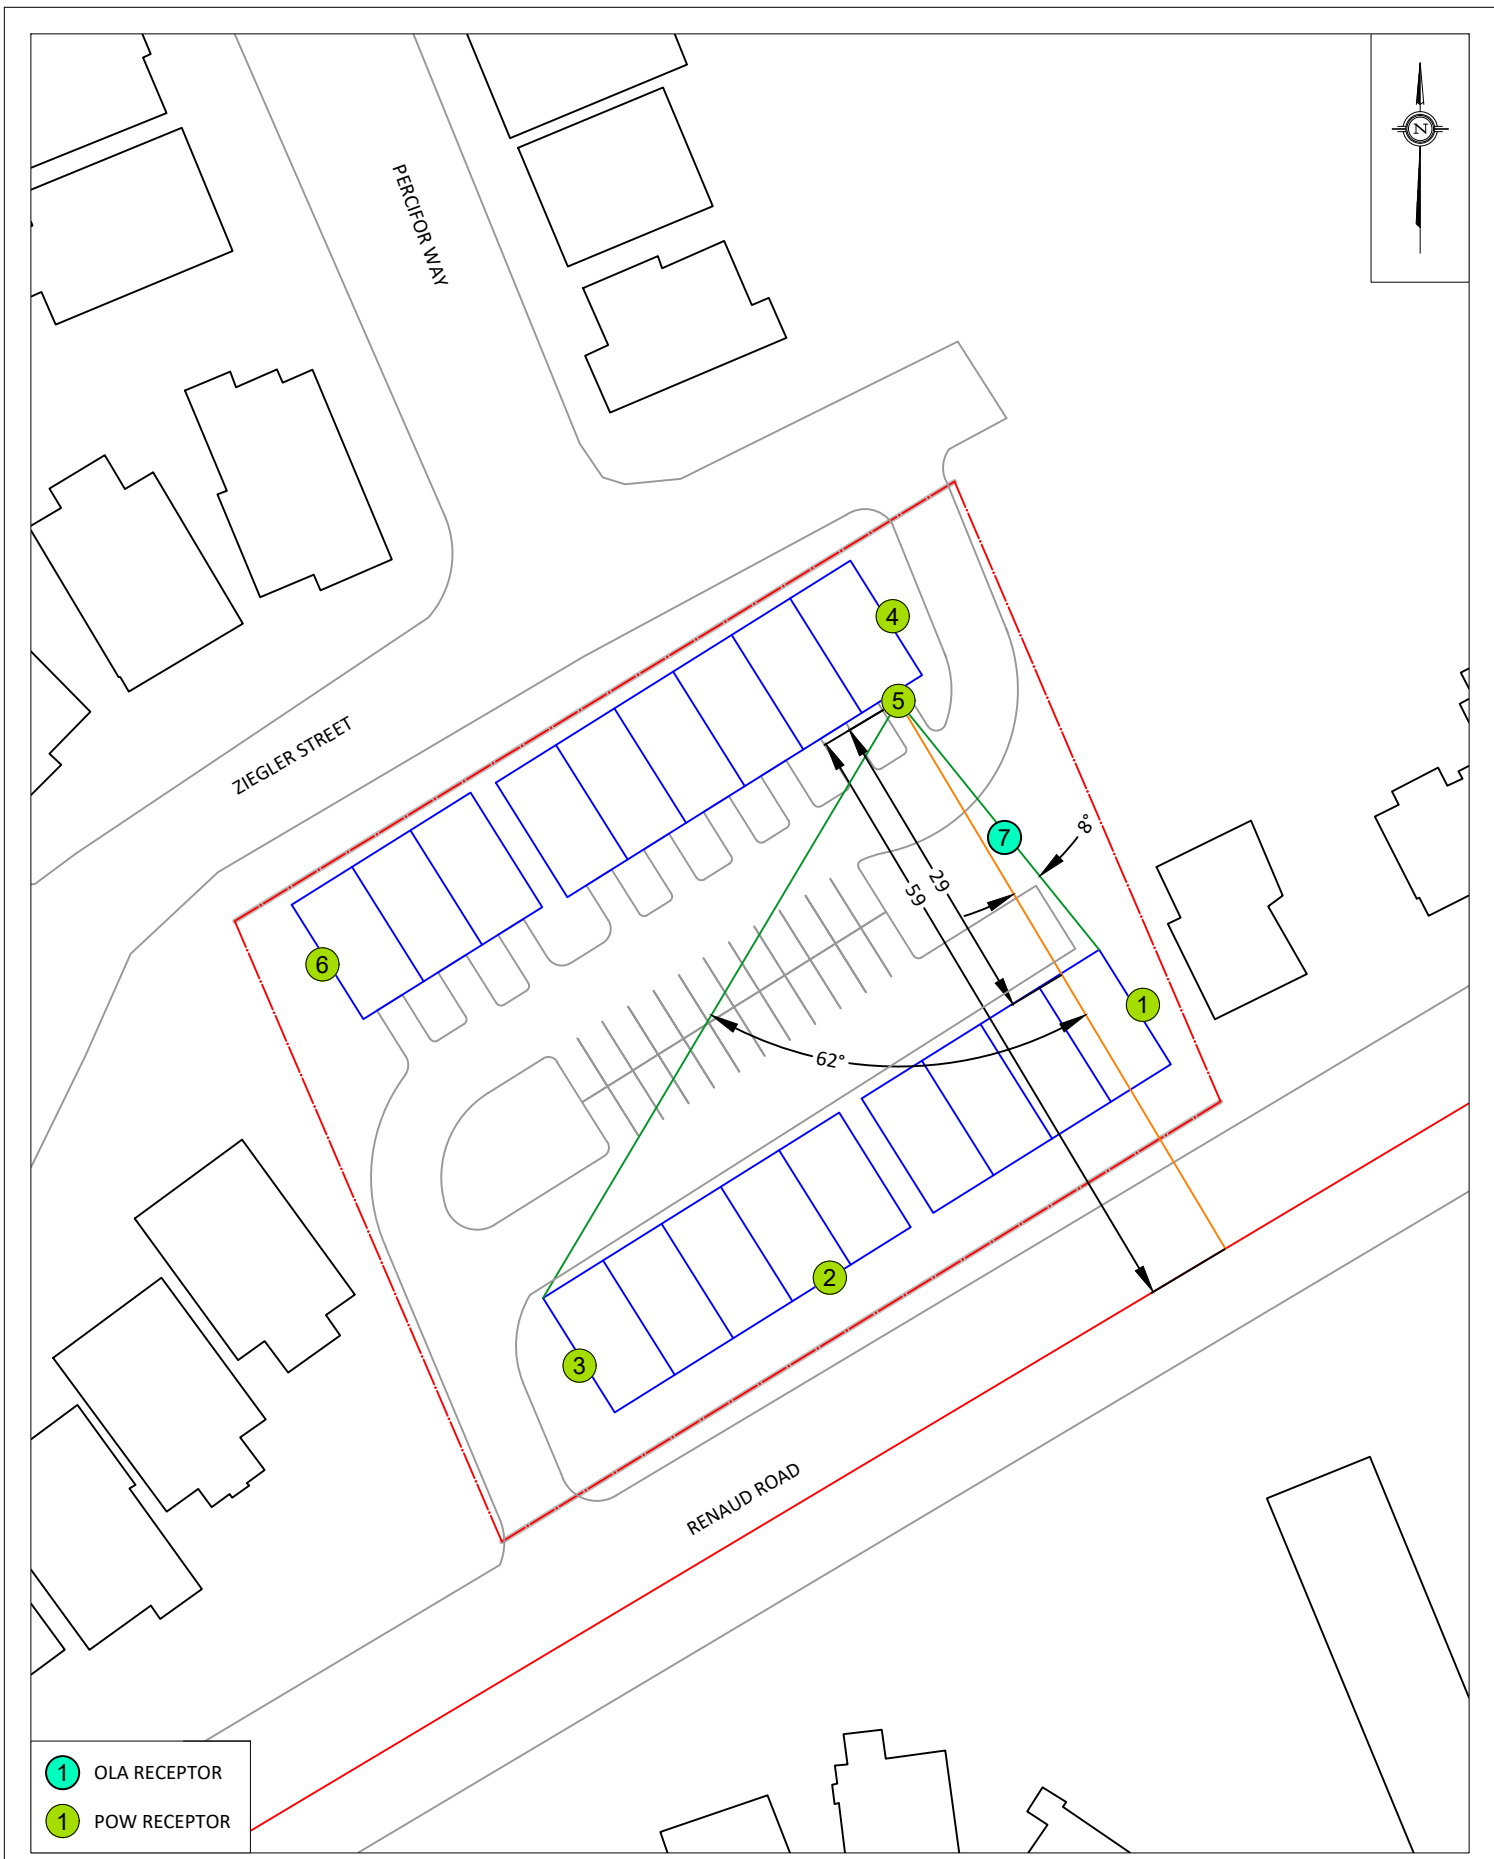 N
PERCIFOR WAY
4
5
ZIEGLER STREET
7
8°
29
59
6
1
62°
2
3
RENAUD ROAD
1 OLA RECEPTOR
1 POW RECEPTOR